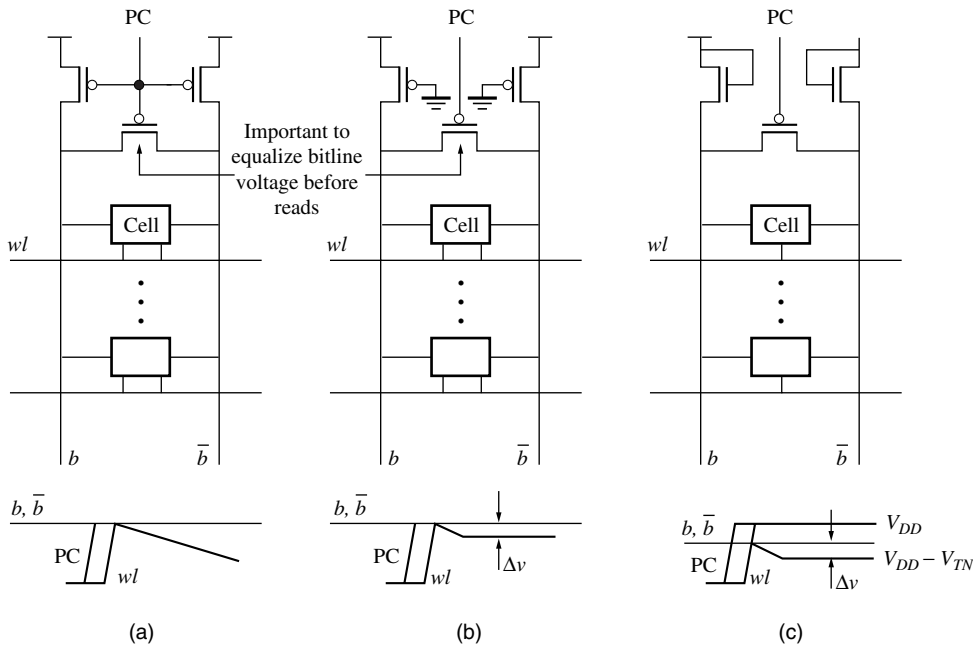 PC
PC
PC
Important to
equalize bitline
voltage before
reads
Cell
Cell
Cell
wl
wl
wl
b
b̅
b
b̅
b
b̅
b, b̅
PC
wl
b, b̅
PC
wl
Δv
b, b̅
PC
wl
Δv
V_DD
V_DD − V_TN
(a)
(b)
(c)